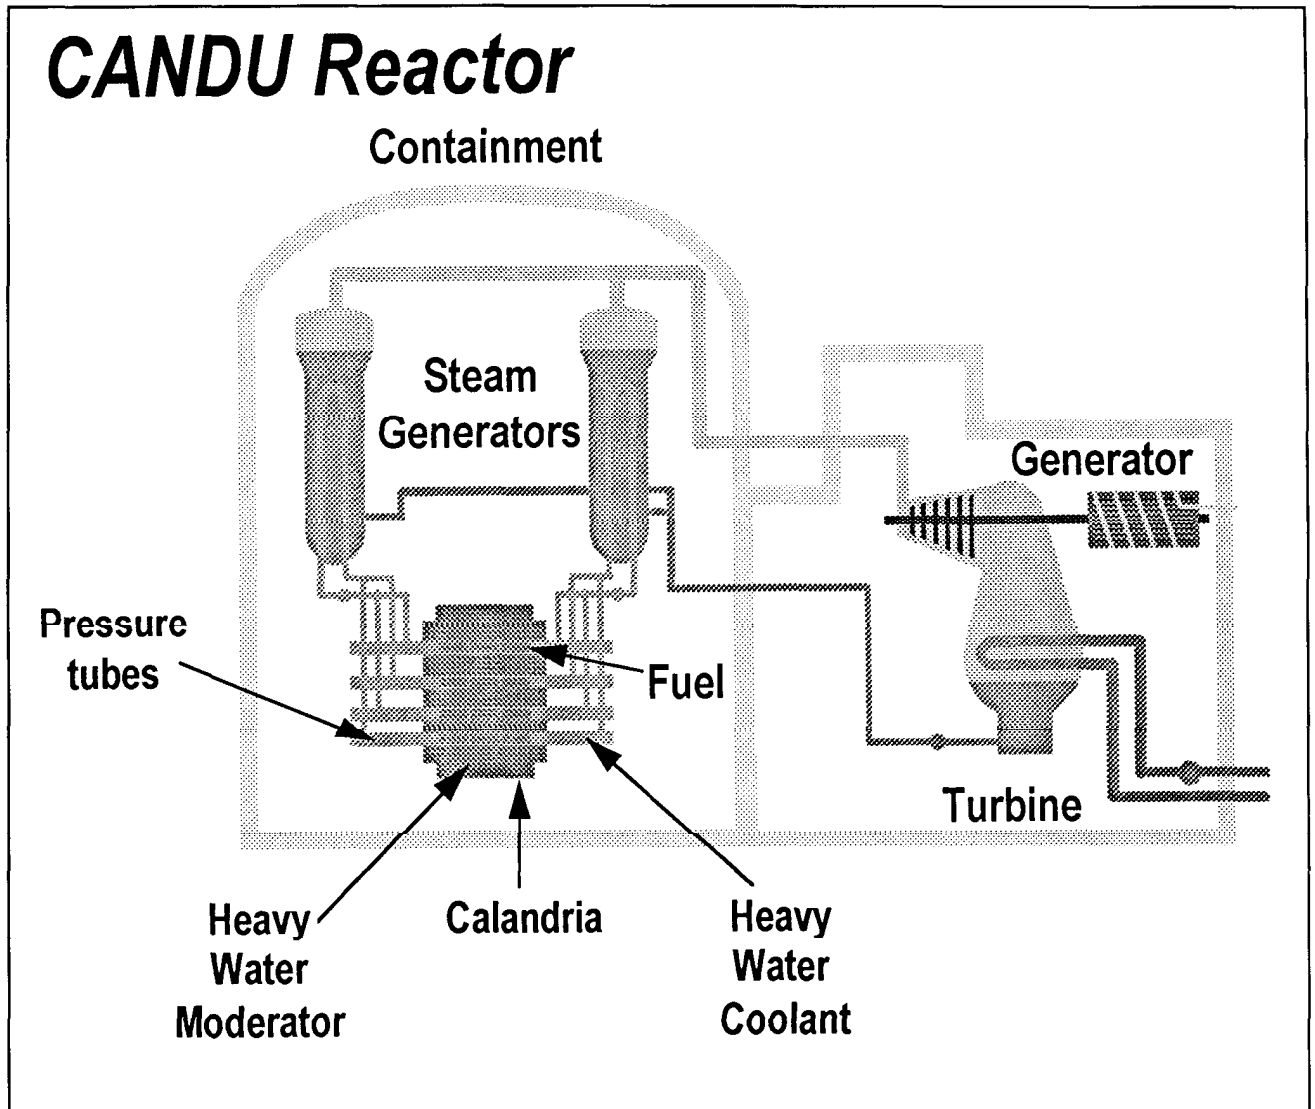 CANDU Reactor
Containment
Steam
Generators
Generator
Pressure
tubes
Fuel
Turbine
Heavy
Water
Moderator
Calandria
Heavy
Water
Coolant